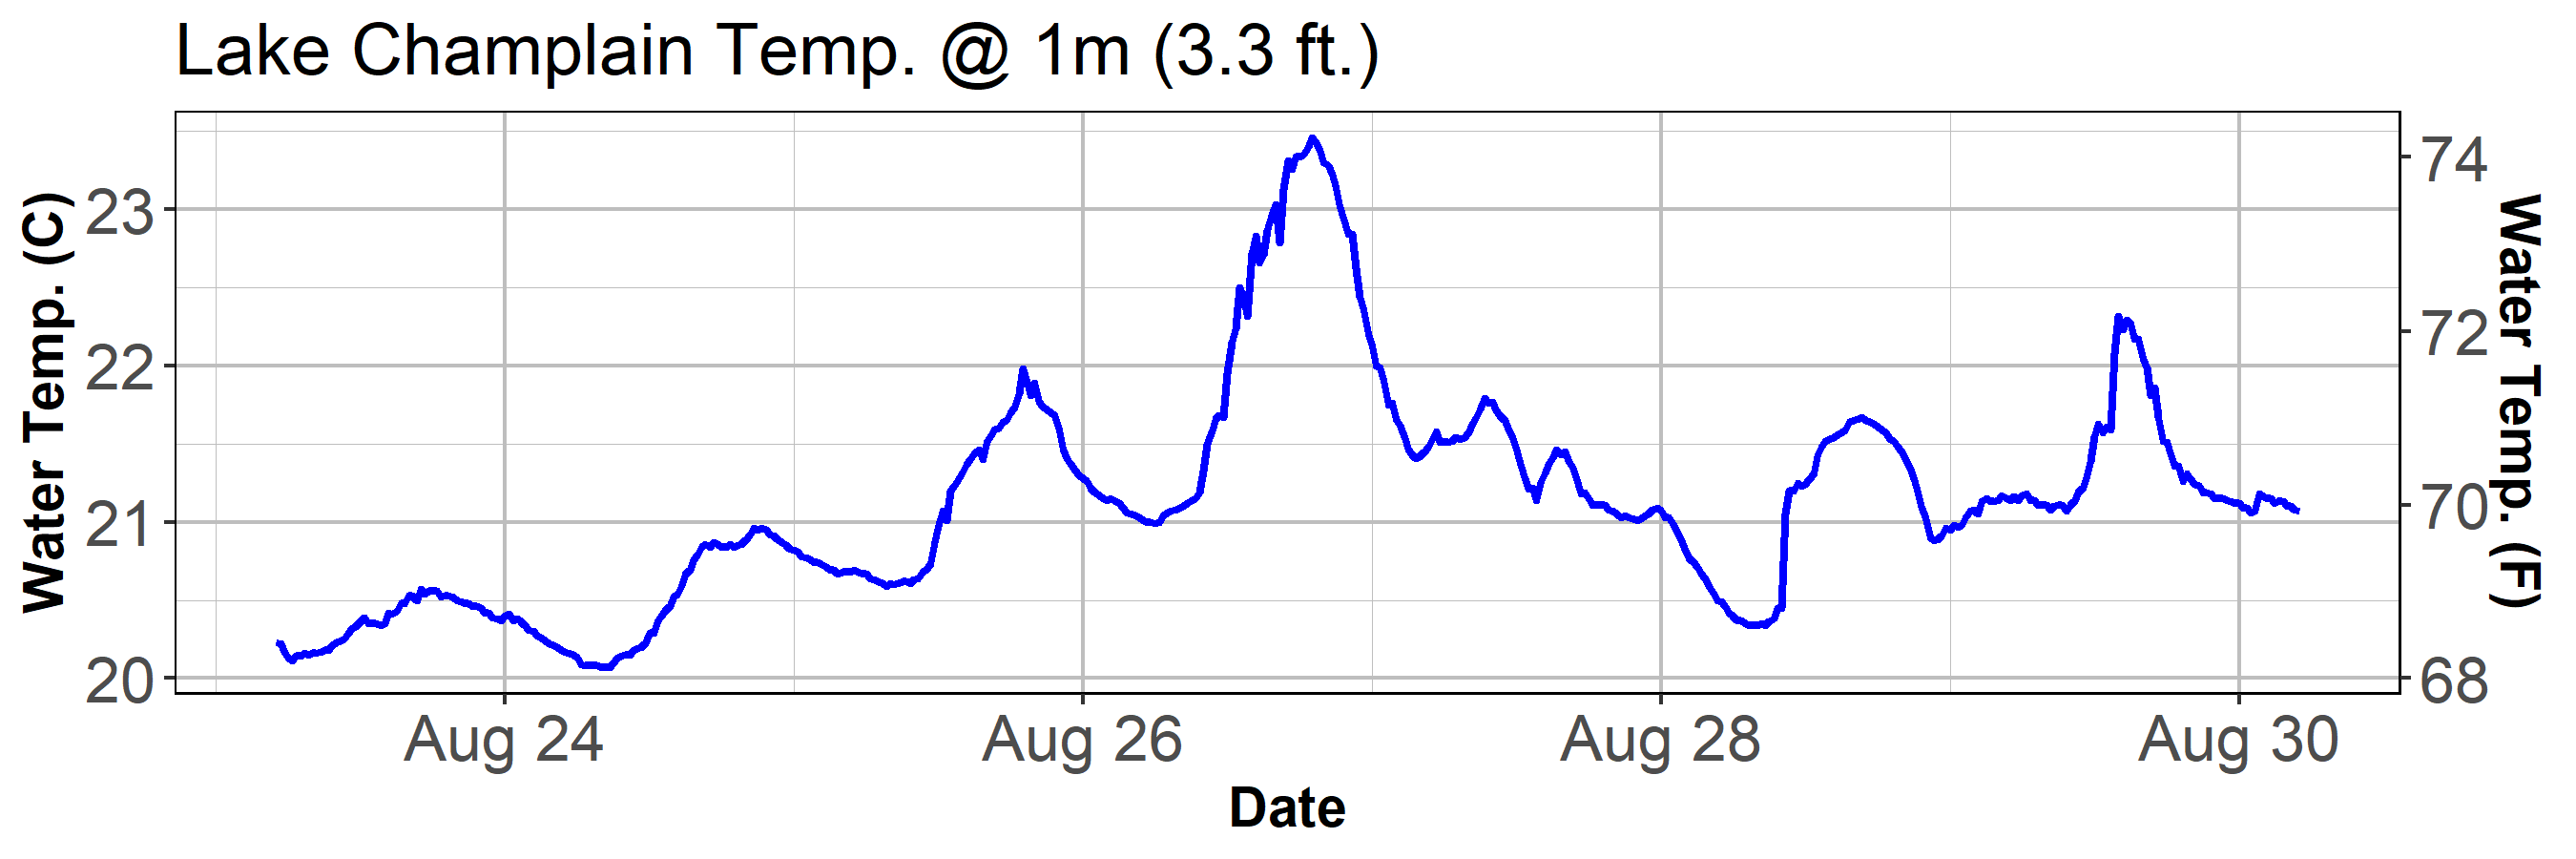 Lake Champlain Temp. @ 1m (3.3 ft.)
Water Temp. (C)
23
22
21
20
74
72
70
68
Water Temp. (F)
Aug 24 Aug 26 Aug 28 Aug 30
Date